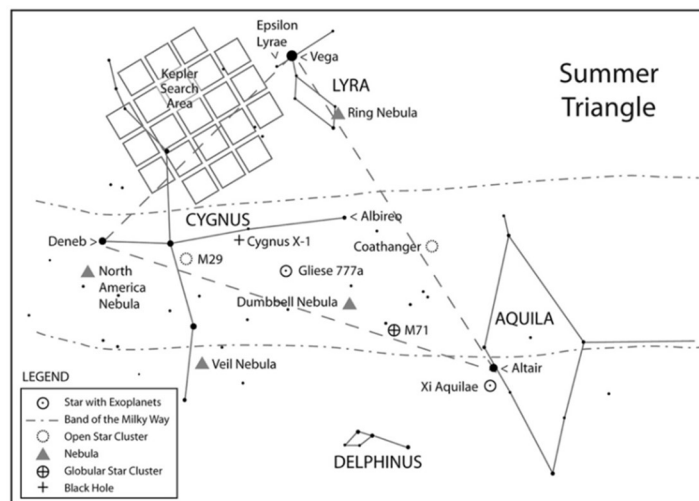 Epsilon
Lyrae
< Vega
Kepler
Search
Area
LYRA
Summer
Triangle
Ring Nebula
CYGNUS
< Albireo
Deneb >
Cygnus X-1
Coathanger
M29
North
America
Nebula
Gliese 777a
Dumbbell Nebula
AQUILA
M71
Veil Nebula
< Altair
Xi Aquilae
DELPHINUS
LEGEND
Star with Exoplanets
Band of the Milky Way
Open Star Cluster
Nebula
Globular Star Cluster
Black Hole